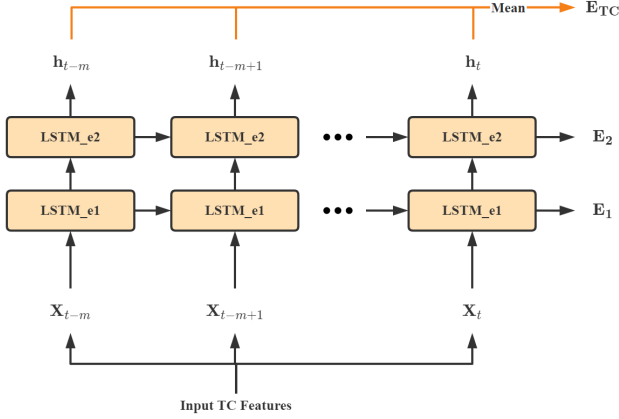 Mean E_TC
h_{t−m} h_{t−m+1} h_t
LSTM_e2 LSTM_e2 ••• LSTM_e2 E_2
LSTM_e1 LSTM_e1 ••• LSTM_e1 E_1
X_{t−m} X_{t−m+1} X_t
Input TC Features